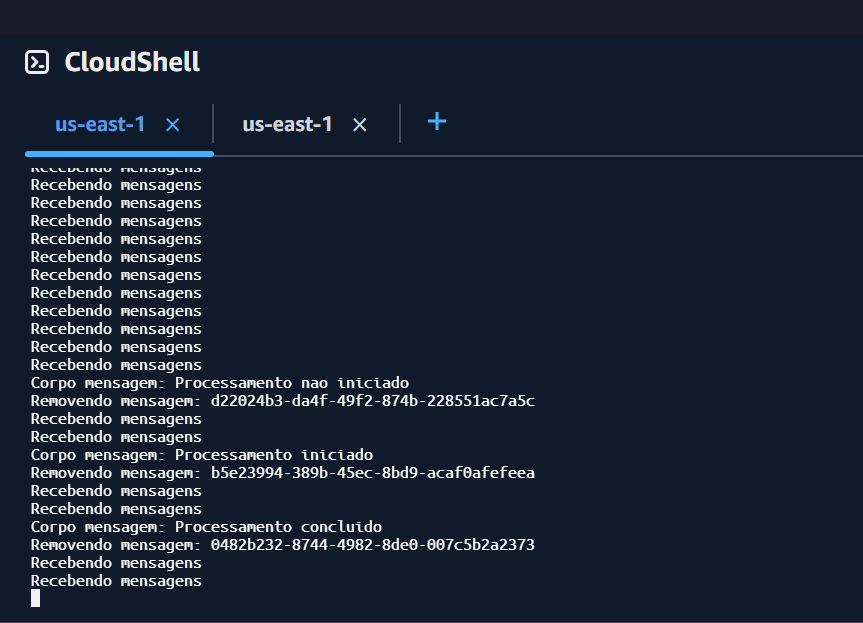 CloudShell
us-east-1
us-east-1
Recebendo mensagens
Recebendo mensagens
Recebendo mensagens
Recebendo mensagens
Recebendo mensagens
Recebendo mensagens
Recebendo mensagens
Recebendo mensagens
Recebendo mensagens
Recebendo mensagens
Recebendo mensagens
Recebendo mensagens
Corpo mensagem: Processamento nao iniciado
Removendo mensagem: d22024b3-da4f-49f2-874b-228551ac7a5c
Recebendo mensagens
Recebendo mensagens
Corpo mensagem: Processamento iniciado
Removendo mensagem: b5e23994-389b-45ec-8bd9-acaf0afefeea
Recebendo mensagens
Recebendo mensagens
Corpo mensagem: Processamento concluido
Removendo mensagem: 0482b232-8744-4982-8de0-007c5b2a2373
Recebendo mensagens
Recebendo mensagens